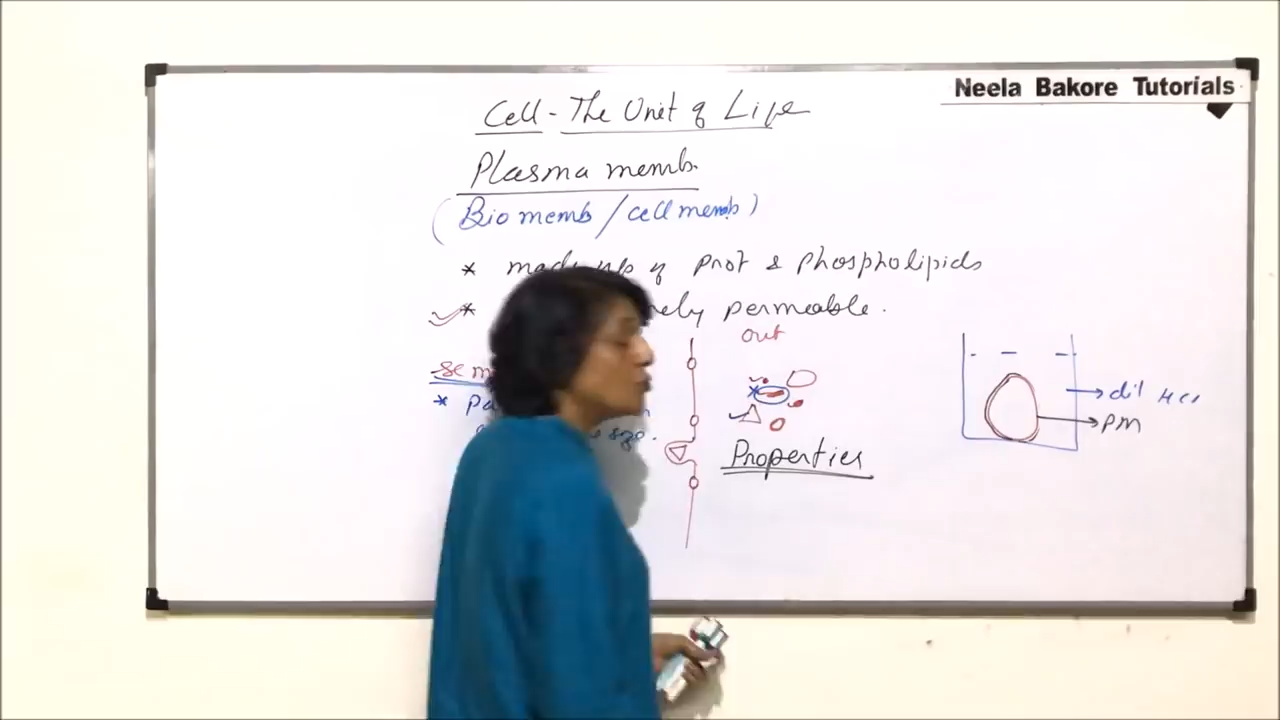 Neela Bakore Tutorials
Cell - The Unit of Life
Plasma memb.
(Bio memb / cell memb)
* made up of prot & phospholipids
* permeable.
out
* size.
Properties
dil HCl
PM